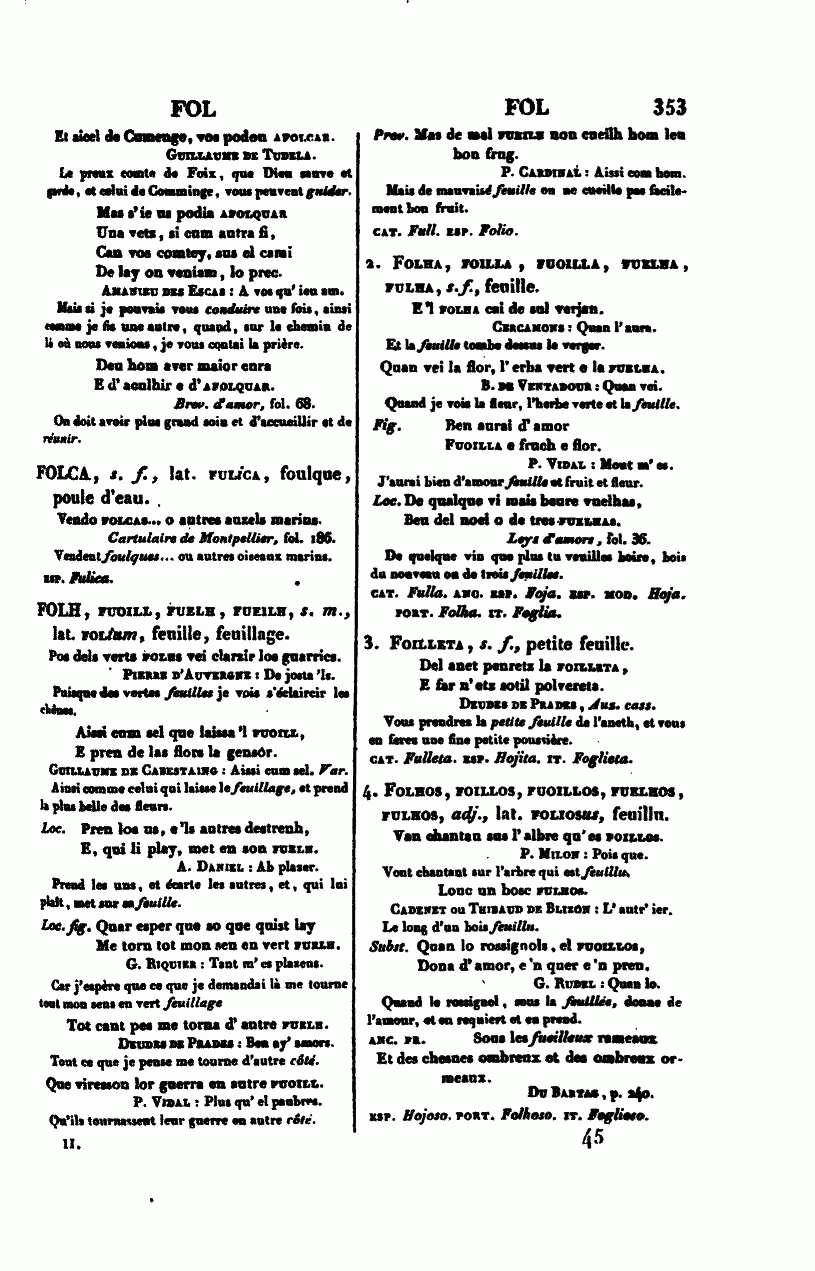 FOL
Et aicel de Cumenge, vos poden AFOLCAR.
GUILLAUME DE TUDELA.
Le preux comte de Foix, que Dieu sauve et
garde, et celui de Comminge, vous peuvent guider.
Mas s'ie us podia AFOLQUAR
Una vets, si cum autra fi,
Can vos comtey, sus el cami
De lay on veniam, lo prec.
AMANIEU DES ESCAS : A vos qu' ieu am.
Mais si je pouvais vous conduire une fois, ainsi
comme je fis une autre, quand, sur le chemin de
là où nous venions, je vous contai la prière.
Deu hom aver maior cura
E d' aculhir e d' AFOLQUAR.
Brev. d'amor, fol. 68.
On doit avoir plus grand soin et d'accueillir et de
réunir.
FOLCA, s. f., lat. FULICA, foulque,
poule d'eau.
Vendo FOLCAS... o autres auzels marins.
Cartulaire de Montpellier, fol. 186.
Vendent foulques... ou autres oiseaux marins.
ESP. Fulica.
FOLH, FUOILL, FUELH, FUEILH, s. m.,
lat. FOLium, feuille, feuillage.
Pos dels verts FOLHS vei clarzir los guarrics.
PIERRE D'AUVERGNE : De josta 'ls.
Puisque des vertes feuilles je vois s'éclaircir les
chênes.
Aissi cum sel que laissa 'l FUOILL,
E pren de las flors la gensor.
GUILLAUME DE CABESTAING : Aissi cum sel. Var.
Ainsi comme celui qui laisse le feuillage, et prend
la plus belle des fleurs.
Loc. Pren los us, e 'ls autres destrenh,
E, qui li play, met en son FUELH.
A. DANIEL : Ab plazer.
Prend les uns, et écarte les autres, et, qui lui
plaît, met sur sa feuille.
Loc. fig. Quar esper que so que quist lay
Me torn tot mon sen en vert FUELH.
G. RIQUIER : Tant m' es plazens.
Car j'espère que ce que je demandai là me tourne
tout mon sens en vert feuillage
Tot cant pes me torna d' autre FUELH.
DEUDES DE PRADES : Ben ay' amors.
Tout ce que je pense me tourne d'autre côté.
Que viresson lor guerra en autre FUOILL.
P. VIDAL : Plus qu' el paubres.
Qu'ils tournassent leur guerre en autre côté.
II.
FOL 353
Prov. Mas de mal FUEILH non cueilh hom leu
bon frug.
P. CARDINAL : Aissi com hom.
Mais de mauvaise feuille on ne cueille pas facile-
ment bon fruit.
CAT. Full. ESP. Folio.
2. FOLHA, FOILLA, FUOILLA, FUELHA,
FULHA, s. f., feuille.
E 'l FOLHA cai de sul verjan.
CERCAMONS : Quan l' aura.
Et la feuille tombe dessus le verger.
Quan vei la flor, l' erba vert e la FUELHA.
B. DE VENTADOUR : Quan vei.
Quand je vois la fleur, l'herbe verte et la feuille.
Fig. Ben aurai d' amor
FUOILLA e fruch e flor.
P. VIDAL : Mout m' es.
J'aurai bien d'amour feuille et fruit et fleur.
Loc. De qualque vi mais beure vuelhas,
Beu del noel o de tres FUELHAS.
Leys d'amors, fol. 36.
De quelque vin que plus tu veuilles boire, bois
du nouveau ou de trois feuilles.
CAT. Fulla. ANC. ESP. Foja. ESP. MOD. Hoja.
PORT. Folha. IT. Foglia.
3. FOILLETA, s. f., petite feuille.
Del anet penretz la FOILLETA,
E far n' etz sotil polvereta.
DEUDES DE PRADES, Aus. cass.
Vous prendrez la petite feuille de l'aneth, et vous
en ferez une fine petite poussière.
CAT. Fulleta. ESP. Hojita. IT. Foglieta.
4. FOLHOS, FOILLOS, FUOILLOS, FUELHOS,
FULHOS, adj., lat. FOLIOSus, feuillu.
Van chantan sus l' albre qu' es FOILLOS.
P. MILON : Pois que.
Vont chantant sur l'arbre qui est feuillu.
Lonc un bosc FULHOS.
CADENET ou THIBAUD DE BLIZON : L' autr' ier.
Le long d'un bois feuillu.
Subst. Quan lo rossignols, el FUOILLOS,
Dona d' amor, e 'n quer e 'n pren.
G. RUDEL : Quan lo.
Quand le rossignol, sous la feuillée, donne de
l'amour, et en requiert et en prend.
ANC. FR. Sous les fueilleux rameaux
Et des chesnes ombreux et des ombreux or-
meaux.
DU BARTAS, p. 240.
ESP. Hojoso. PORT. Folhoso. IT. Foglioso.
45